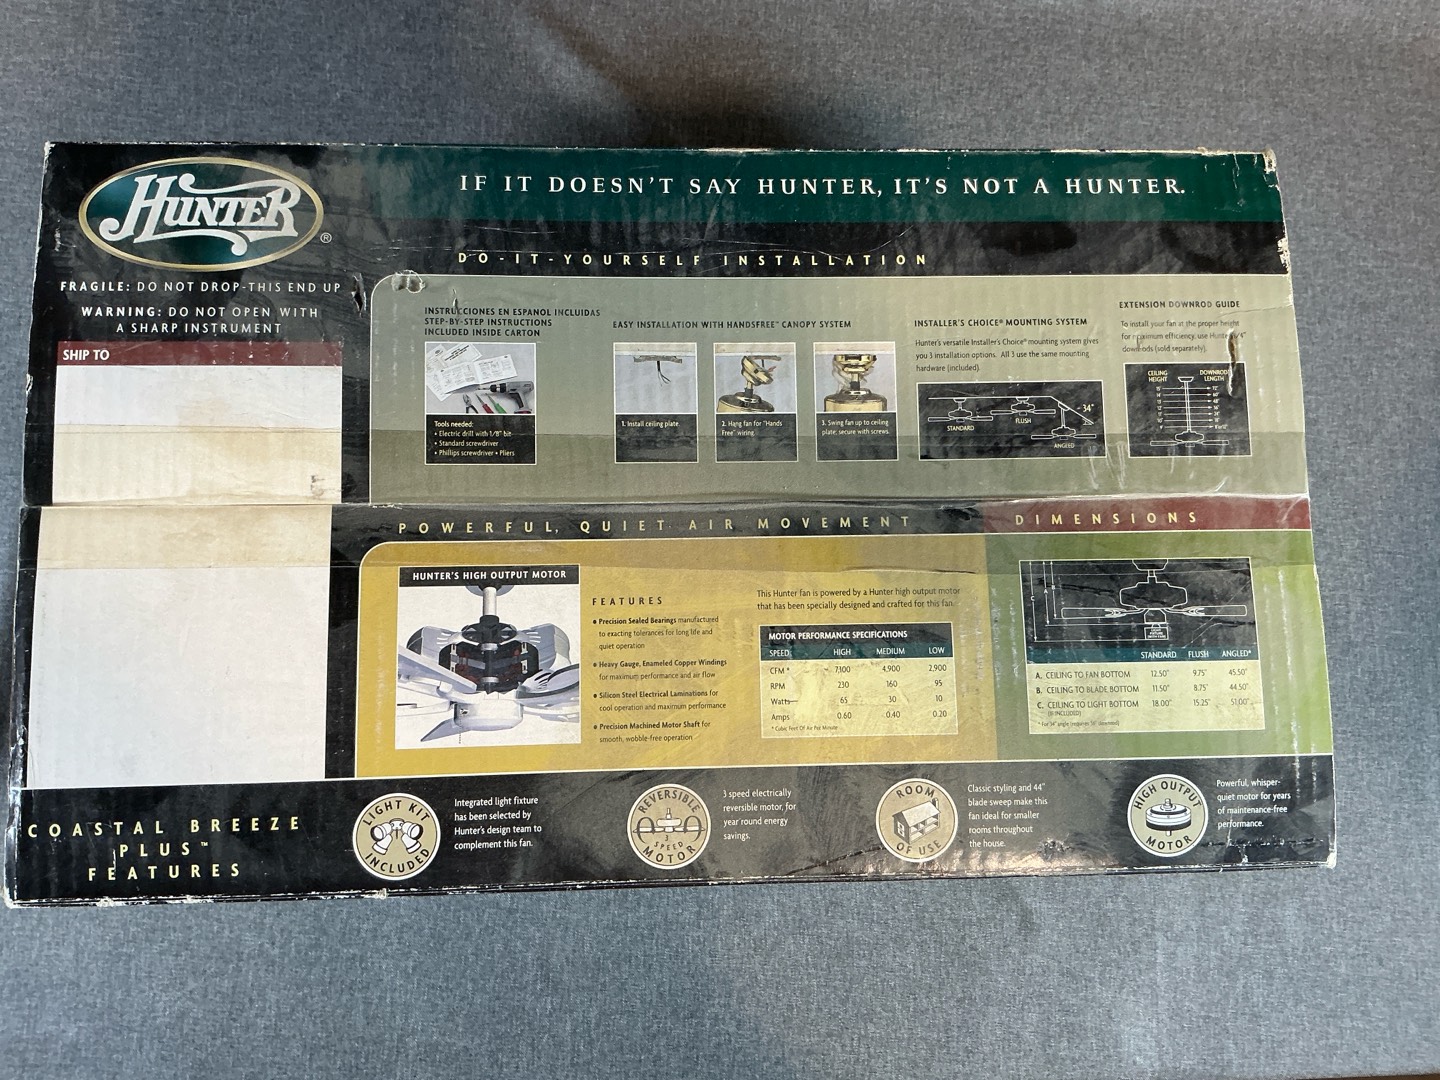 HUNTER®
IF IT DOESN'T SAY HUNTER, IT'S NOT A HUNTER.
FRAGILE: DO NOT DROP-THIS END UP
WARNING: DO NOT OPEN WITH
A SHARP INSTRUMENT
SHIP TO
DO-IT-YOURSELF INSTALLATION
INSTRUCCIONES EN ESPANOL INCLUIDAS
STEP-BY-STEP INSTRUCTIONS
INCLUDED INSIDE CARTON
Tools needed:
• Electric drill with 1/8" bit
• Standard screwdriver
• Phillips screwdriver • Pliers
EASY INSTALLATION WITH HANDSFREE™ CANOPY SYSTEM
1. Install ceiling plate.
2. Hang fan for "Hands
Free" wiring.
3. Swing fan up to ceiling
plate; secure with screws.
INSTALLER'S CHOICE® MOUNTING SYSTEM
Hunter's versatile Installer's Choice® mounting system gives
you 3 installation options. All 3 use the same mounting
hardware (included).
STANDARD
FLUSH
34°
ANGLED
EXTENSION DOWNROD GUIDE
To install your fan at the proper height
for maximum efficiency, use Hunter
downrods (sold separately).
CEILING
HEIGHT
DOWNROD
LENGTH
POWERFUL, QUIET AIR MOVEMENT
HUNTER'S HIGH OUTPUT MOTOR
FEATURES
• Precision Sealed Bearings manufactured
to exacting tolerances for long life and
quiet operation
• Heavy Gauge, Enameled Copper Windings
for maximum performance and air flow
• Silicon Steel Electrical Laminations for
cool operation and maximum performance
• Precision Machined Motor Shaft for
smooth, wobble-free operation
This Hunter fan is powered by a Hunter high output motor
that has been specially designed and crafted for this fan.
MOTOR PERFORMANCE SPECIFICATIONS
SPEED HIGH MEDIUM LOW
CFM * 7,100 4,900 2,900
RPM 230 160 95
Watts 65 30 10
Amps 0.60 0.40 0.20
* Cubic Feet Of Air Per Minute
DIMENSIONS
STANDARD FLUSH ANGLED*
A. CEILING TO FAN BOTTOM 12.50" 9.75" 45.50"
B. CEILING TO BLADE BOTTOM 11.50" 8.75" 44.50"
C. CEILING TO LIGHT BOTTOM 18.00" 15.25" 51.00"
(IF INCLUDED)
COASTAL BREEZE
PLUS™
FEATURES
LIGHT KIT
INCLUDED
Integrated light fixture
has been selected by
Hunter's design team to
complement this fan.
REVERSIBLE
3
SPEED
MOTOR
3 speed electrically
reversible motor, for
year round energy
savings.
ROOM
OF USE
Classic styling and 44"
blade sweep make this
fan ideal for smaller
rooms throughout
the house.
HIGH OUTPUT
MOTOR
Powerful, whisper-
quiet motor for years
of maintenance-free
performance.